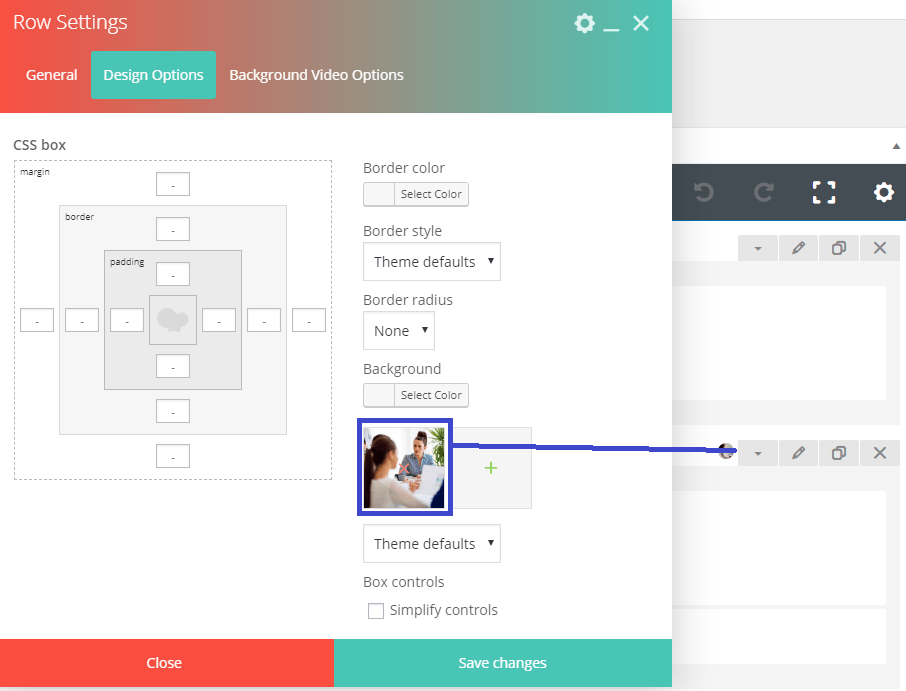 Row Settings
General
Design Options
Background Video Options
CSS box
margin
-
border
-
padding
-
- - - - - -
-
-
-
Border color
Select Color
Border style
Theme defaults
Border radius
None
Background
Select Color
+
Theme defaults
Box controls
Simplify controls
Close
Save changes